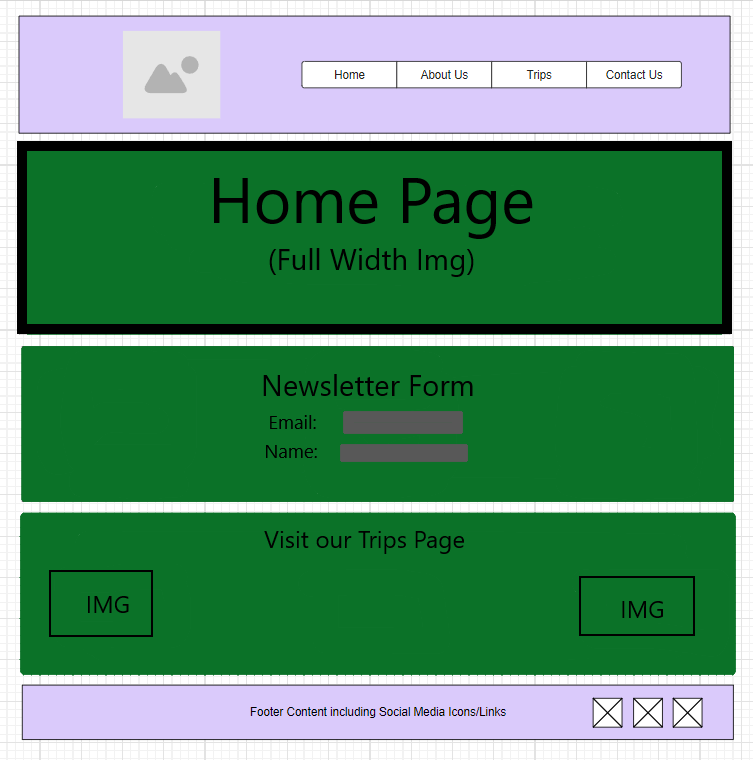 Home About Us Trips Contact Us
Home Page
(Full Width Img)
Newsletter Form
Email:
Name:
Visit our Trips Page
IMG IMG
Footer Content including Social Media Icons/Links